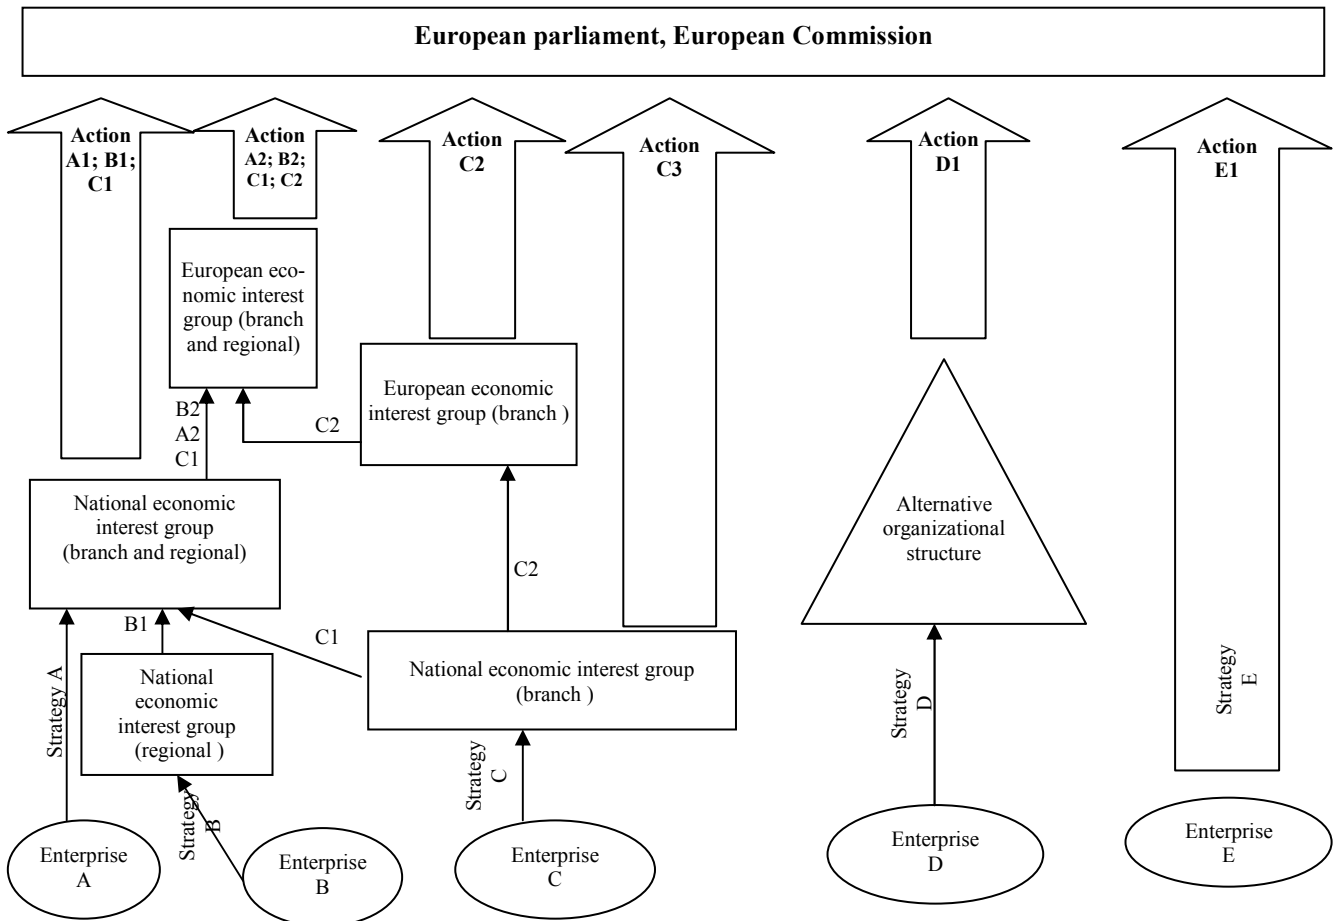 European parliament, European Commission
Action
A1; B1;
C1
Action
A2; B2;
C1; C2
Action
C2
Action
C3
Action
D1
Action
E1
European eco-
nomic interest
group (branch
and regional)
European economic
interest group (branch )
B2
A2
C1
C2
National economic
interest group
(branch and regional)
Alternative
organizational
structure
C2
B1
C1
National
economic
interest group
(regional )
National economic interest group
(branch )
Strategy A
Strategy
B
Strategy
C
Strategy
D
Strategy
E
Enterprise
A
Enterprise
B
Enterprise
C
Enterprise
D
Enterprise
E